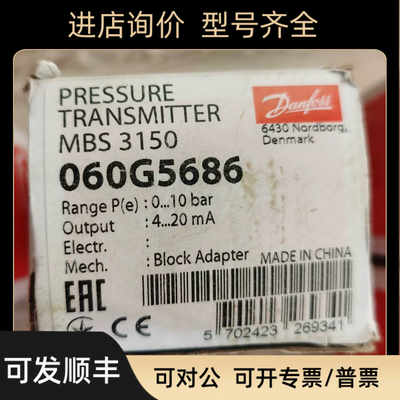 进店询价 型号齐全
PRESSURE
TRANSMITTER
MBS 3150
060G5686
Danfoss
6430 Nordborg,
Denmark
Range P(e) : 0...10 bar
Output : 4...20 mA
Electr. :
Mech. : Block Adapter
MADE IN CHINA
EAC
CE
5 702423 269341
可发顺丰
可对公 可开专票/普票